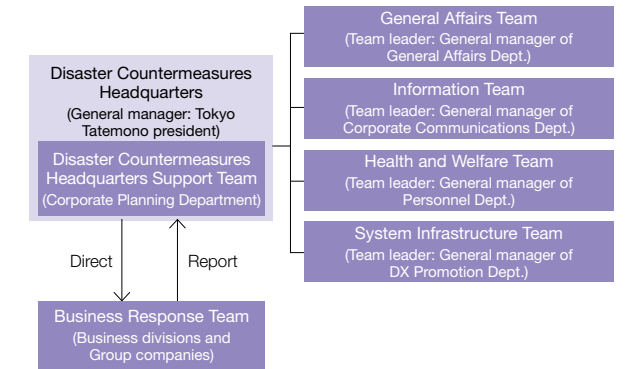 Disaster Countermeasures
Headquarters
(General manager: Tokyo
Tatemono president)
Disaster Countermeasures
Headquarters Support Team
(Corporate Planning Department)
Direct
Report
Business Response Team
(Business divisions and
Group companies)
General Affairs Team
(Team leader: General manager of
General Affairs Dept.)
Information Team
(Team leader: General manager of
Corporate Communications Dept.)
Health and Welfare Team
(Team leader: General manager of
Personnel Dept.)
System Infrastructure Team
(Team leader: General manager of
DX Promotion Dept.)